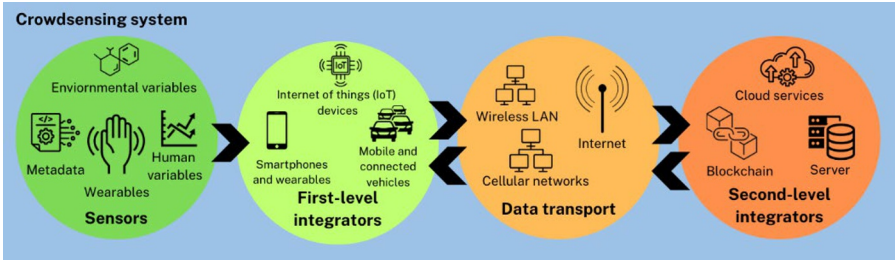 Crowdsensing system
Enviornmental variables
Metadata
Wearables
Human
variables
Sensors
IoT
Internet of things (IoT)
devices
Smartphones
and wearables
Mobile and
connected
vehicles
First-level
integrators
Wireless LAN
Internet
Cellular networks
Data transport
Cloud services
Blockchain
Server
Second-level
integrators